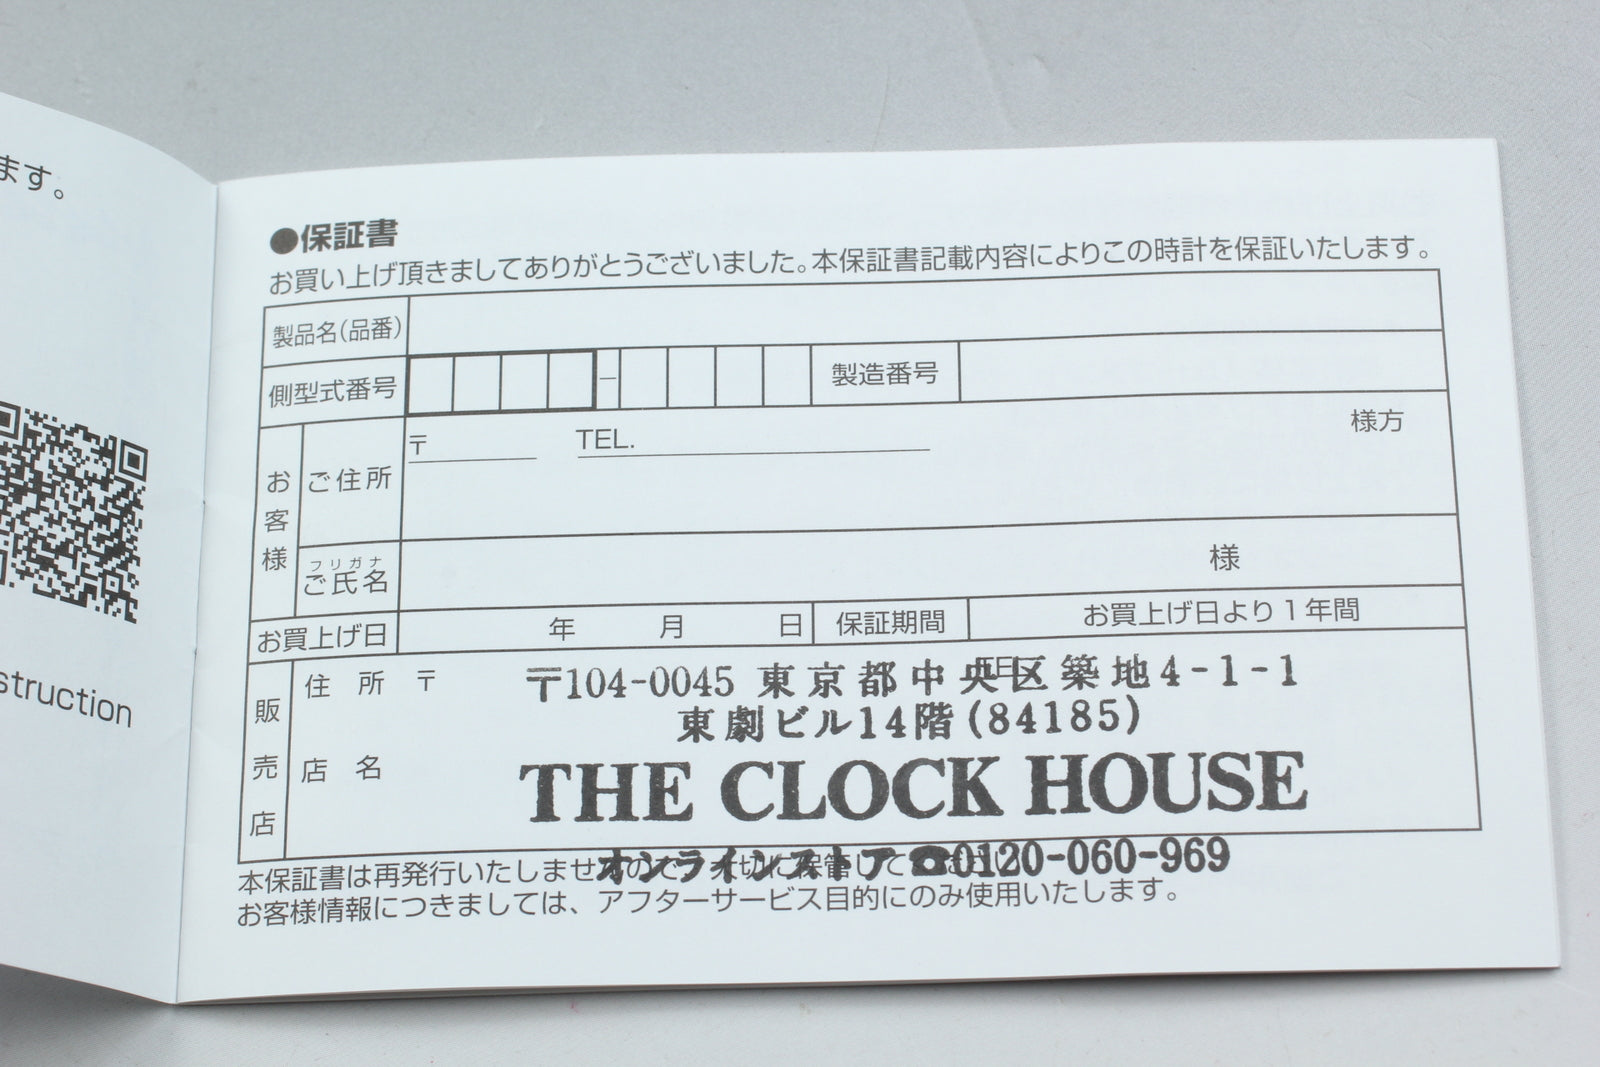 ます。
struction
●保証書
お買い上げ頂きましてありがとうございました。本保証書記載内容によりこの時計を保証いたします。
製品名(品番)
側型式番号 － 製造番号
お客様
ご住所 〒 TEL. 様方
フリガナ
ご氏名 様
お買上げ日 年 月 日 保証期間 お買上げ日より1年間
販売店
住所 〒
〒104-0045 東京都中央区築地4-1-1
東劇ビル14階(84185)
店名
THE CLOCK HOUSE
オンラインストア ☎0120-060-969
本保証書は再発行いたしませんので、大切に保管して
お客様情報につきましては、アフターサービス目的にのみ使用いたします。